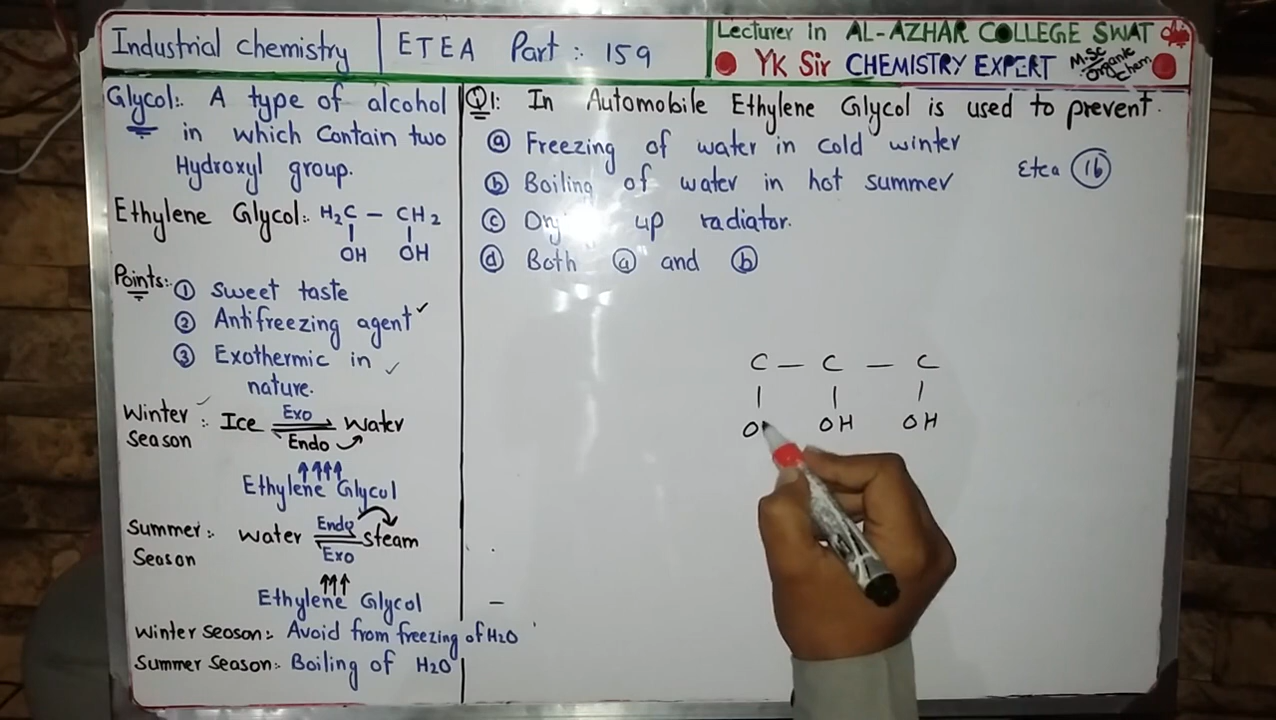 Industrial chemistry
ETEA Part :. 159
Lecturer in AL-AZHAR COLLEGE SWAT
YK Sir CHEMISTRY EXPERT
M.Sc
Organic
Chem.
Glycol:. A type of alcohol
in which Contain two
Hydroxyl group.
Ethylene Glycol:. H2C — CH2
OH OH
Points:.
① Sweet taste
② Antifreezing agent ✓
③ Exothermic in ✓
nature.
Winter :. Ice Exo Water
Season Endo
↑↑↑↑
Ethylene Glycol
Summer:. water Endo steam
Season Exo
↑↑↑
Ethylene Glycol
Winter season:. Avoid from freezing of H2O
Summer Season:. Boiling of H2O
Q1: In Automobile Ethylene Glycol is used to prevent.
ⓐ Freezing of water in cold winter
ⓑ Boiling of water in hot summer
Etea 16
ⓒ up radiator.
ⓓ Both ⓐ and ⓑ
C — C — C
OH OH